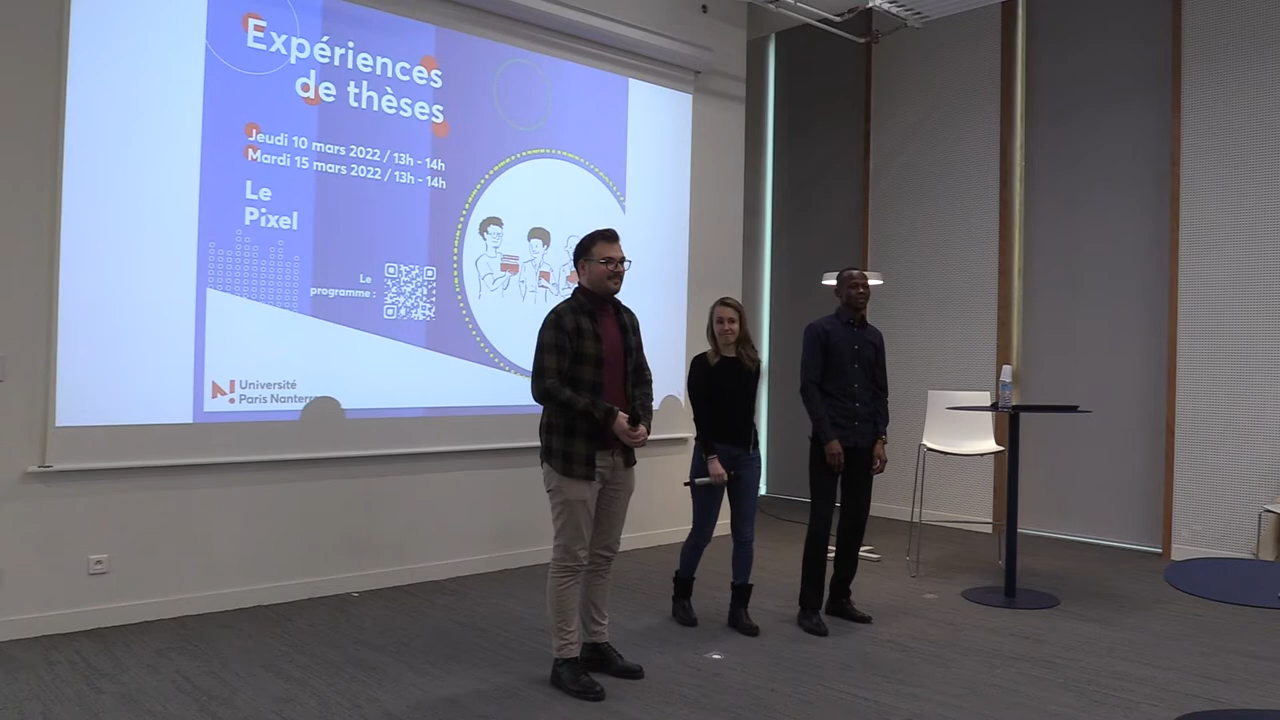 Expériences
de thèses
Jeudi 10 mars 2022 / 13h - 14h
Mardi 15 mars 2022 / 13h - 14h
Le
Pixel
Le
programme :
Université
Paris Nanterre